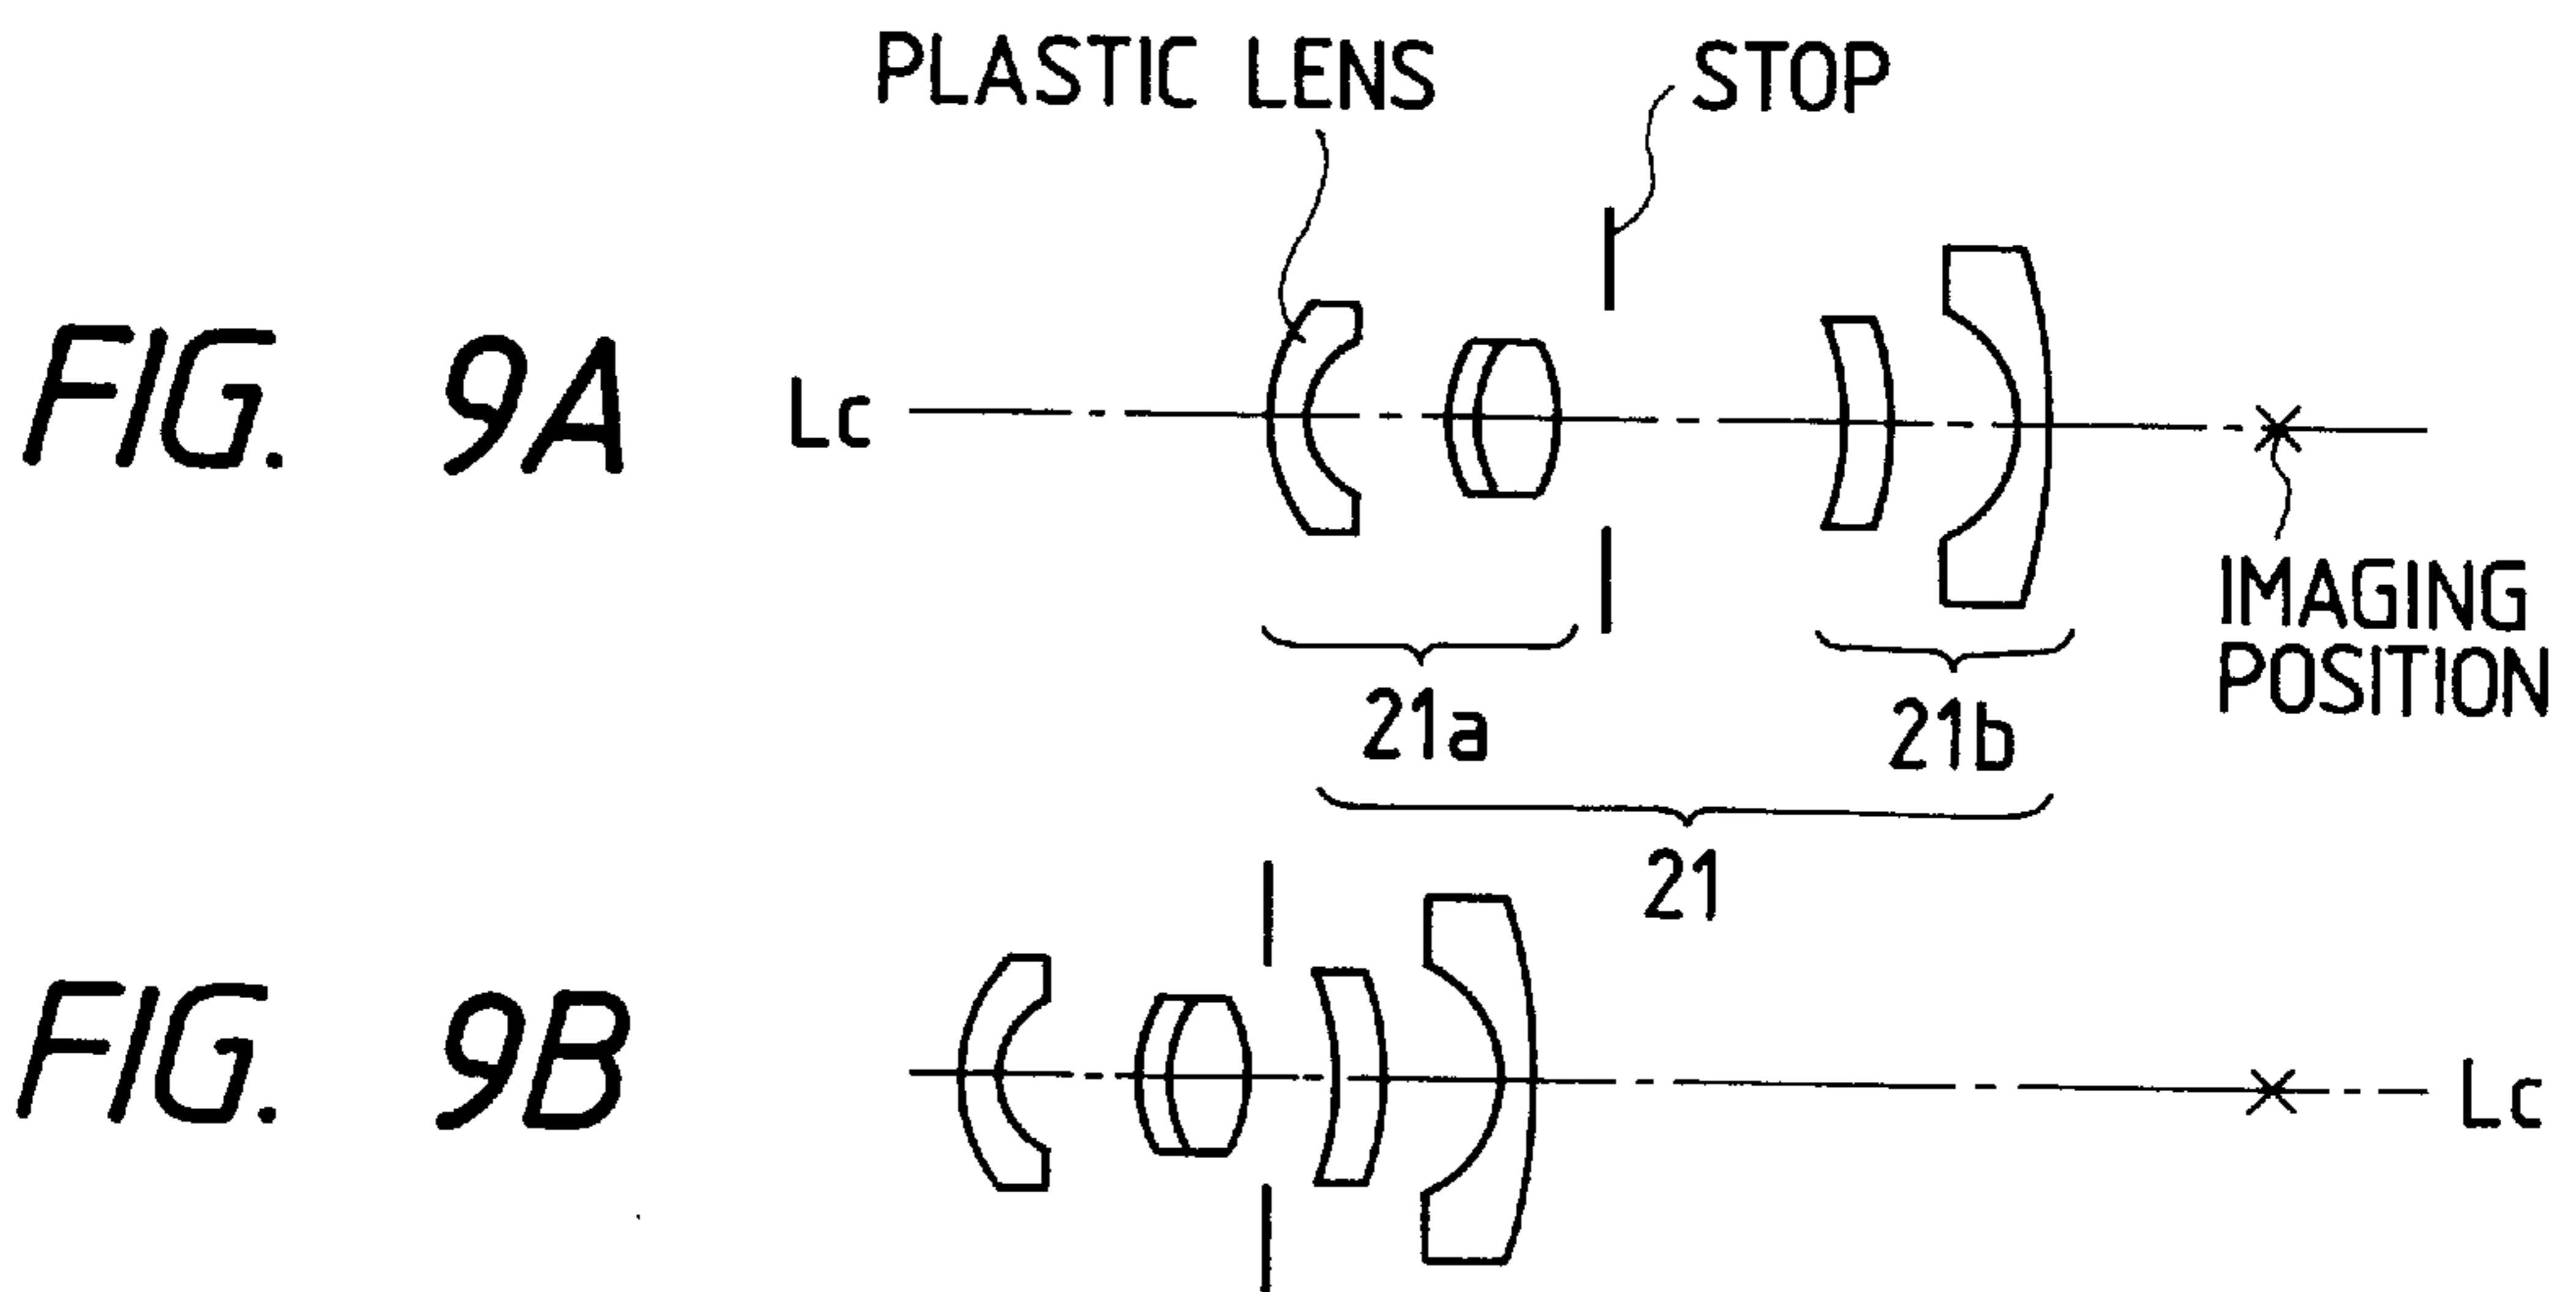 PLASTIC LENS
STOP
FIG. 9A
Lc
IMAGING
POSITION
21a
21b
21
FIG. 9B
Lc